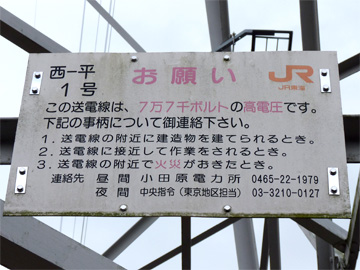 西一平
1号
お願い
JR
JR東海
この送電線は、7万7千ボルトの高電圧です。
下記の事柄について御連絡下さい。
1.送電線の附近に建造物を建てられるとき。
2.送電線に接近して作業をされるとき。
3.送電線の附近で火災がおきたとき。
連絡先 昼間 小田原電力所 0465-22-1979
夜間 中央指令(東京地区担当) 03-3210-0127